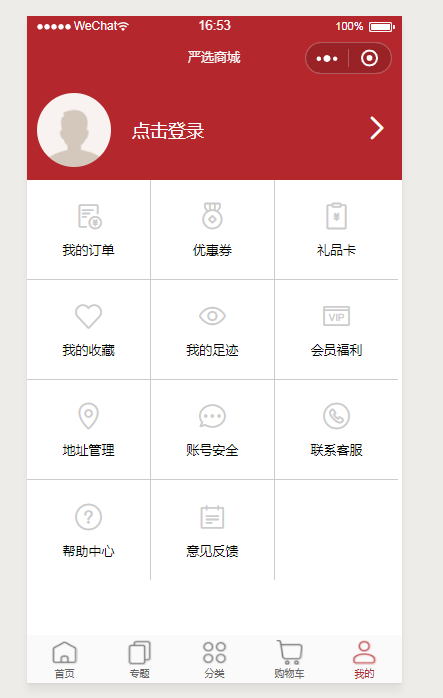 WeChat 16:53 100%
严选商城
点击登录
我的订单 优惠券 礼品卡
VIP
我的收藏 我的足迹 会员福利
地址管理 账号安全 联系客服
帮助中心 意见反馈
首页 专题 分类 购物车 我的